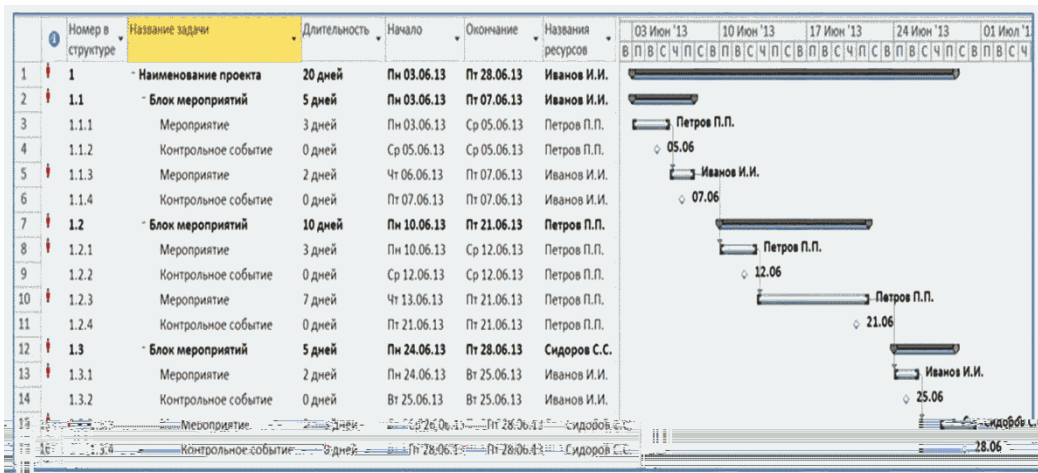 Номер в структуре Название задачи Длительность Начало Окончание Названия ресурсов 03 Июн '13 10 Июн '13 17 Июн '13 24 Июн '13 01 Июл '1
В П В С Ч П С В П В С Ч П С В П В С Ч П С В П В С Ч П С В П В С Ч
1 1 Наименование проекта 20 дней Пн 03.06.13 Пт 28.06.13 Иванов И.И.
2 1.1 Блок мероприятий 5 дней Пн 03.06.13 Пт 07.06.13 Иванов И.И.
3 1.1.1 Мероприятие 3 дней Пн 03.06.13 Ср 05.06.13 Петров П.П. Петров П.П.
4 1.1.2 Контрольное событие 0 дней Ср 05.06.13 Ср 05.06.13 Петров П.П. 05.06
5 1.1.3 Мероприятие 2 дней Чт 06.06.13 Пт 07.06.13 Иванов И.И. Иванов И.И.
6 1.1.4 Контрольное событие 0 дней Пт 07.06.13 Пт 07.06.13 Иванов И.И. 07.06
7 1.2 Блок мероприятий 10 дней Пн 10.06.13 Пт 21.06.13 Петров П.П.
8 1.2.1 Мероприятие 3 дней Пн 10.06.13 Ср 12.06.13 Петров П.П. Петров П.П.
9 1.2.2 Контрольное событие 0 дней Ср 12.06.13 Ср 12.06.13 Петров П.П. 12.06
10 1.2.3 Мероприятие 7 дней Чт 13.06.13 Пт 21.06.13 Петров П.П. Петров П.П.
11 1.2.4 Контрольное событие 0 дней Пт 21.06.13 Пт 21.06.13 Петров П.П. 21.06
12 1.3 Блок мероприятий 5 дней Пн 24.06.13 Пт 28.06.13 Сидоров С.С.
13 1.3.1 Мероприятие 2 дней Пн 24.06.13 Вт 25.06.13 Иванов И.И. Иванов И.И.
14 1.3.2 Контрольное событие 0 дней Вт 25.06.13 Вт 25.06.13 Иванов И.И. 25.06
Мероприятие дней Ср 26.06.13 Пт 28.06.13 Сидоров С.С. Сидоров С.
Контрольное событие 0 дней Пт 28.06.13 Пт 28.06.13 Сидоров С.С. 28.06